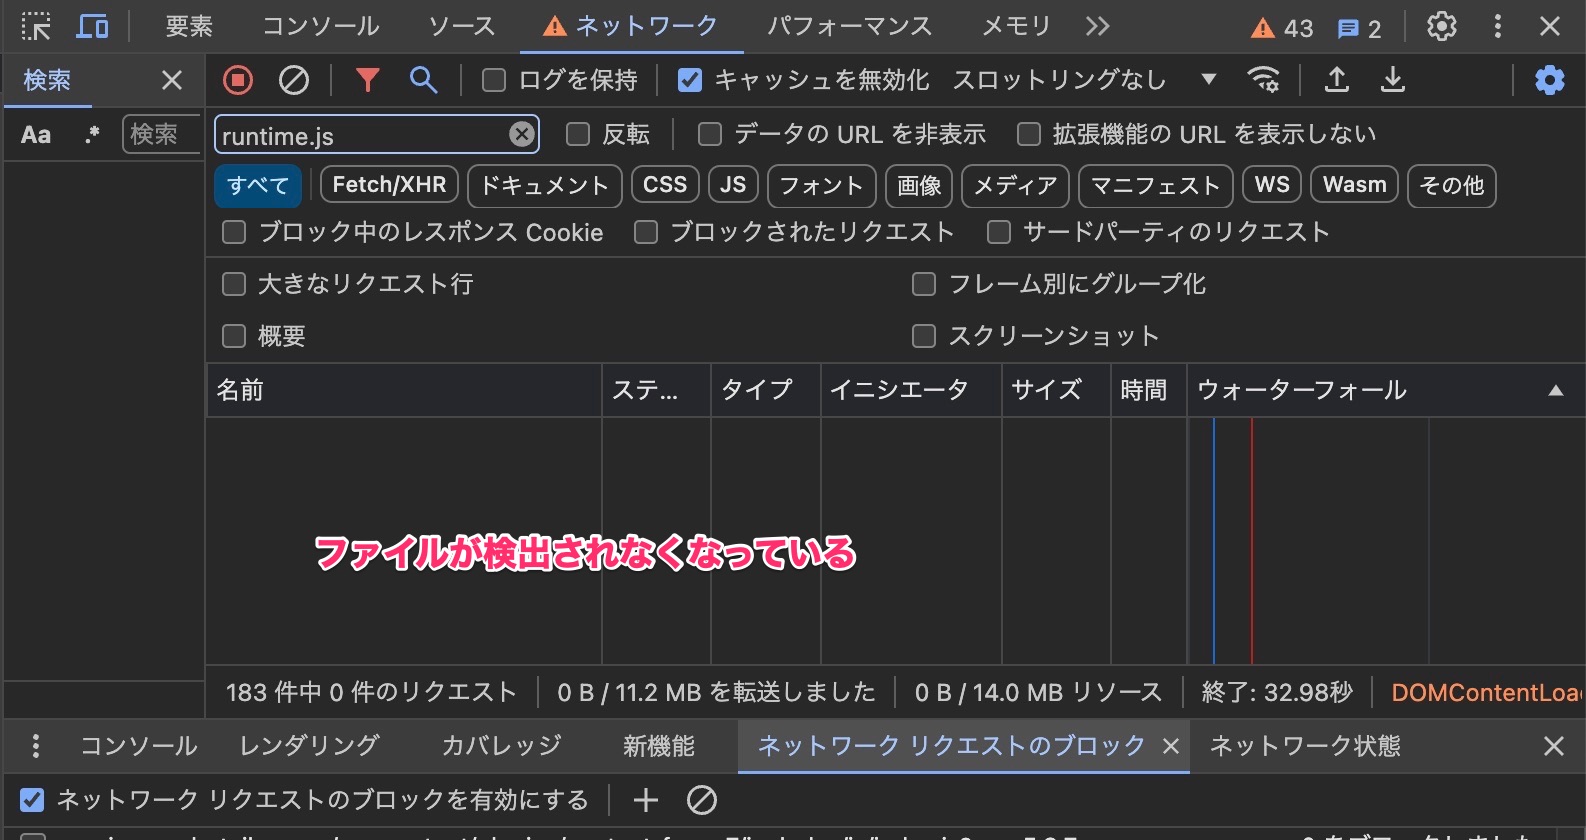 要素 コンソール ソース ネットワーク パフォーマンス メモリ 43 2
検索 ログを保持 キャッシュを無効化 スロットリングなし
Aa .* 検索 runtime.js 反転 データの URL を非表示 拡張機能の URL を表示しない
すべて Fetch/XHR ドキュメント CSS JS フォント 画像 メディア マニフェスト WS Wasm その他
ブロック中のレスポンス Cookie ブロックされたリクエスト サードパーティのリクエスト
大きなリクエスト行 フレーム別にグループ化
概要 スクリーンショット
名前 ステ... タイプ イニシエータ サイズ 時間 ウォーターフォール
ファイルが検出されなくなっている
183 件中 0 件のリクエスト 0 B / 11.2 MB を転送しました 0 B / 14.0 MB リソース 終了: 32.98秒 DOMContentLoa
コンソール レンダリング カバレッジ 新機能 ネットワーク リクエストのブロック ネットワーク状態
ネットワーク リクエストのブロックを有効にする